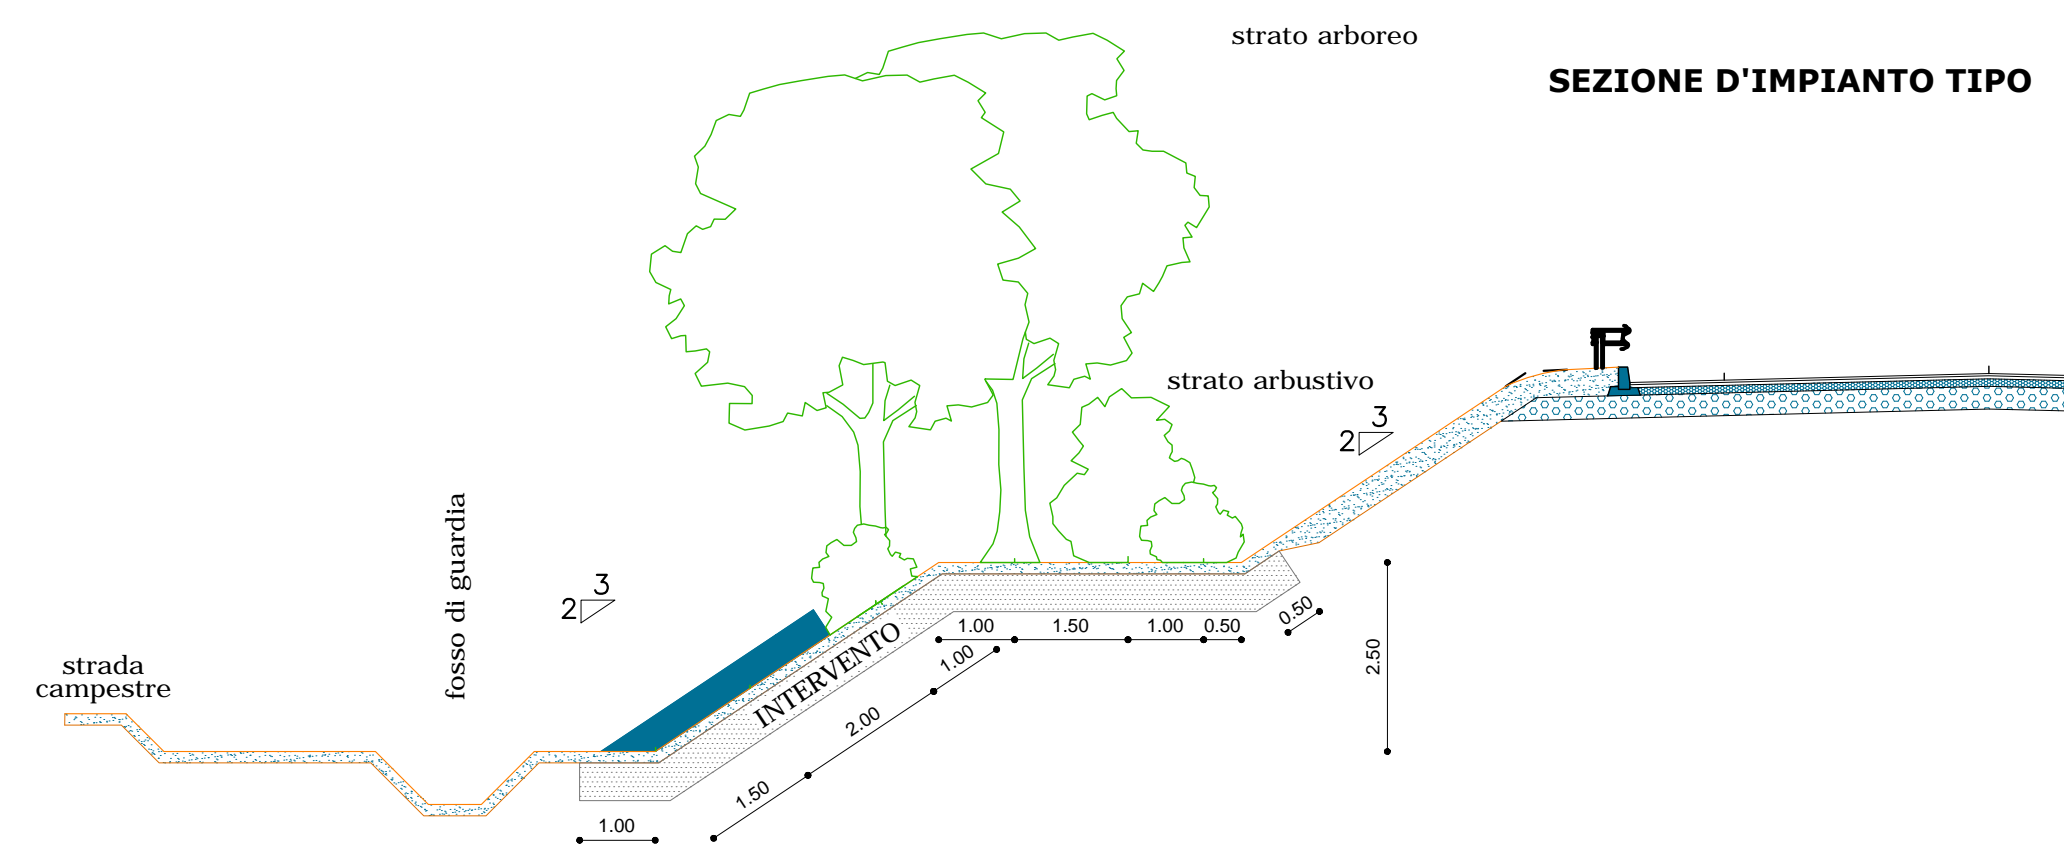 strato arboreo
SEZIONE D'IMPIANTO TIPO
strato arbustivo
3
2
fosso di guardia
3
2
strada
campestre
INTERVENTO
1.00
1.50
1.00
0.50
0.50
2.50
1.00
2.00
1.50
1.00